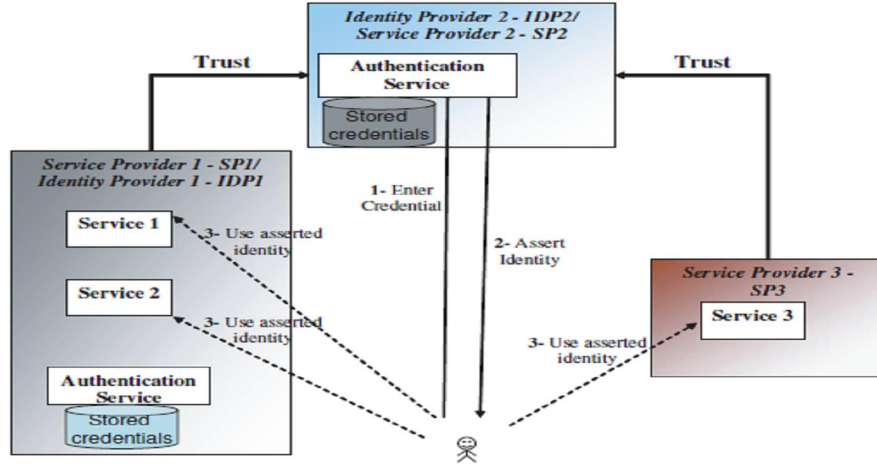 Identity Provider 2 - IDP2/
Service Provider 2 - SP2
Trust
Authentication
Service
Trust
Stored
credentials
Service Provider 1 - SP1/
Identity Provider 1 - IDP1
1- Enter
Credential
Service 1
3- Use asserted
identity
2- Assert
Identity
Service Provider 3 -
SP3
Service 2
Service 3
3- Use asserted
identity
3- Use asserted
identity
Authentication
Service
Stored
credentials